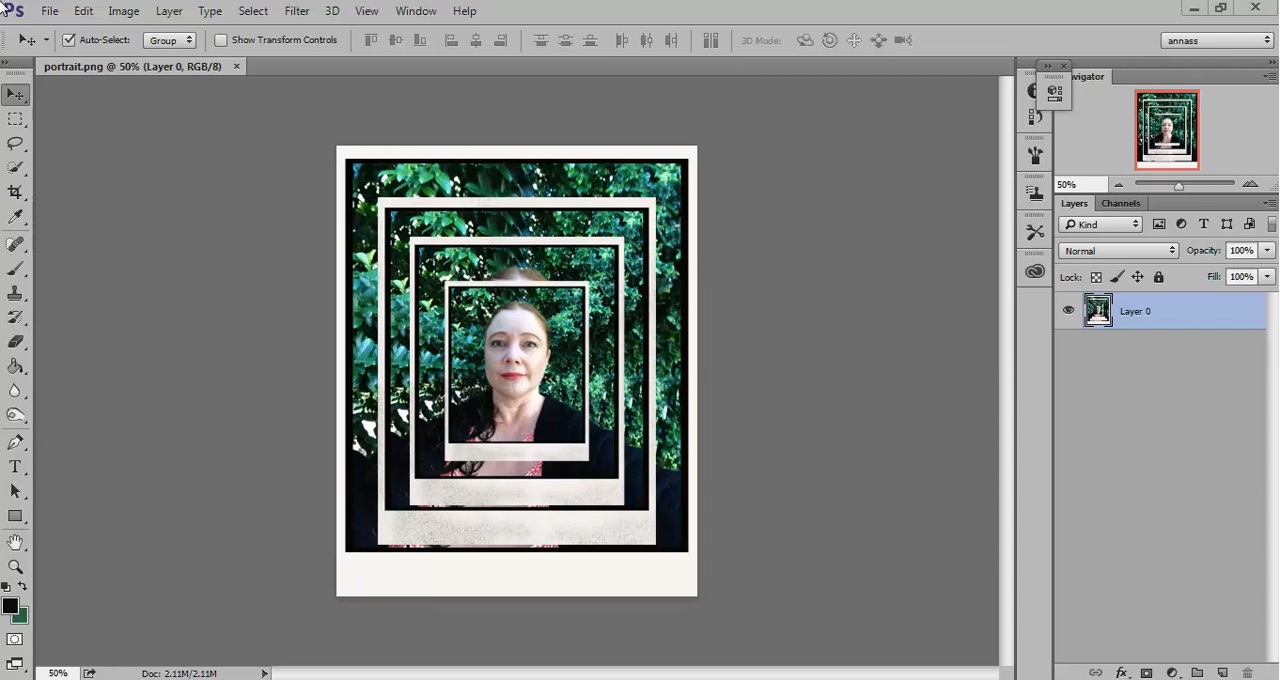 Ps File Edit Image Layer Type Select Filter 3D View Window Help
Auto-Select: Group Show Transform Controls 3D Mode: annass
portrait.png @ 50% (Layer 0, RGB/8) ×
50%
Layers Channels
Kind
Normal Opacity: 100%
Lock: Fill: 100%
Layer 0
50% Doc: 2.11M/2.11M